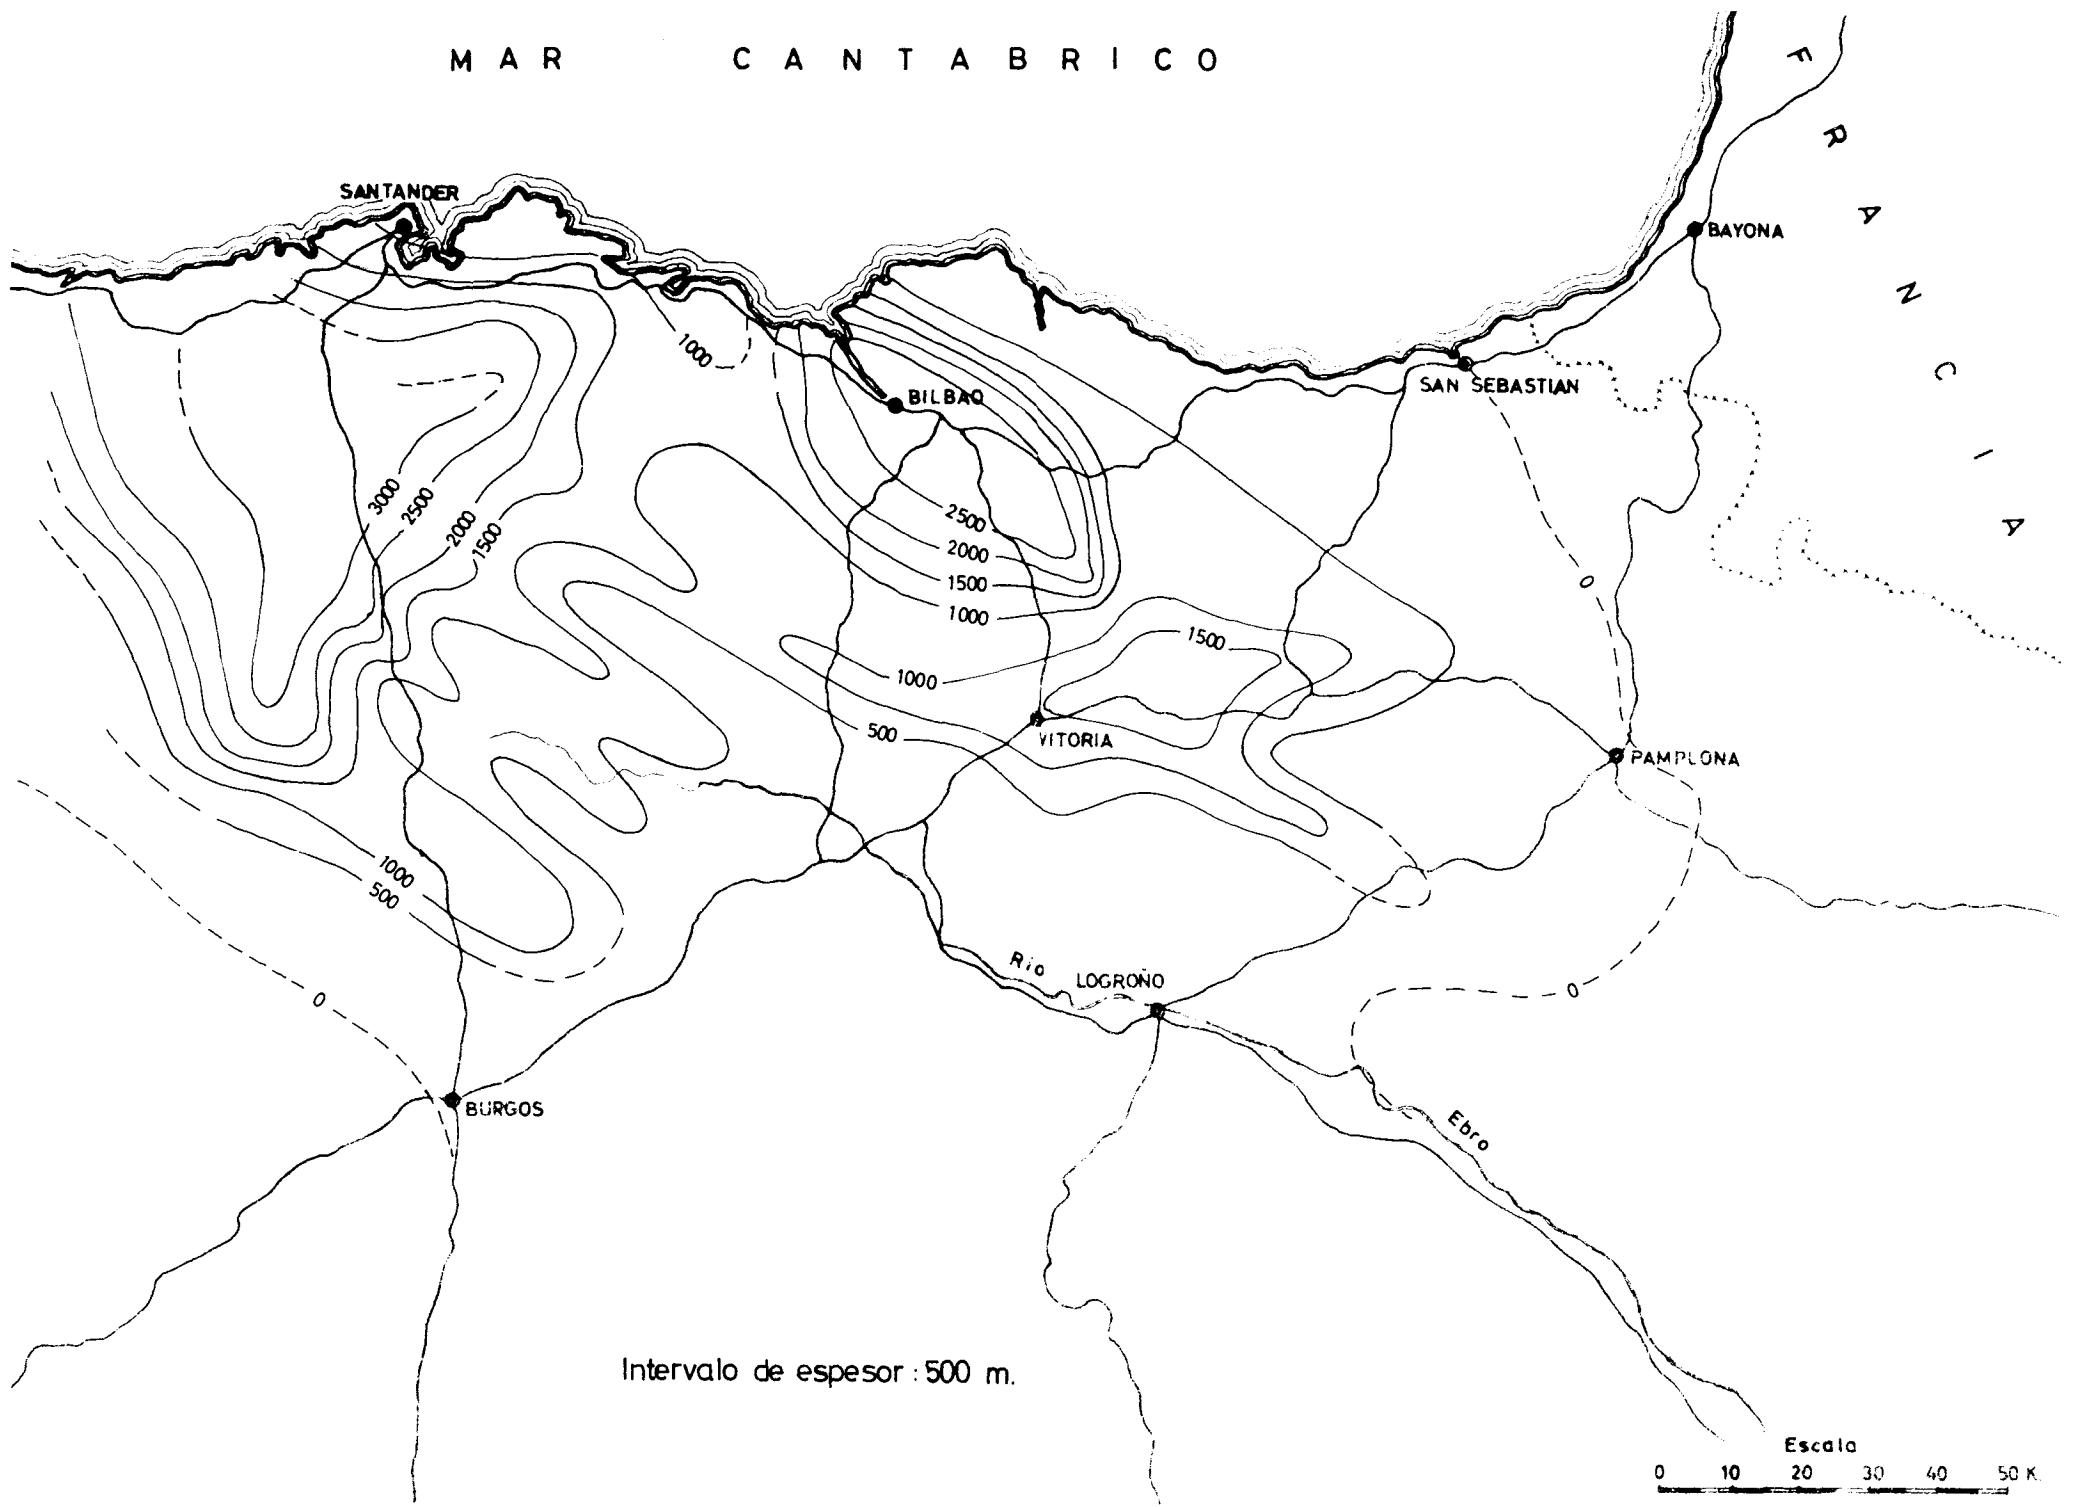 MAR CANTABRICO
FRANCIA
SANTANDER
BAYONA
SAN SEBASTIAN
BILBAO
1000
3000
2500
2000
1500
2500
2000
1500
1000
0
1500
1000
500
VITORIA
PAMPLONA
1000
500
0
Río
LOGROÑO
0
BURGOS
Ebro
Intervalo de espesor : 500 m.
Escala
0 10 20 30 40 50 K.